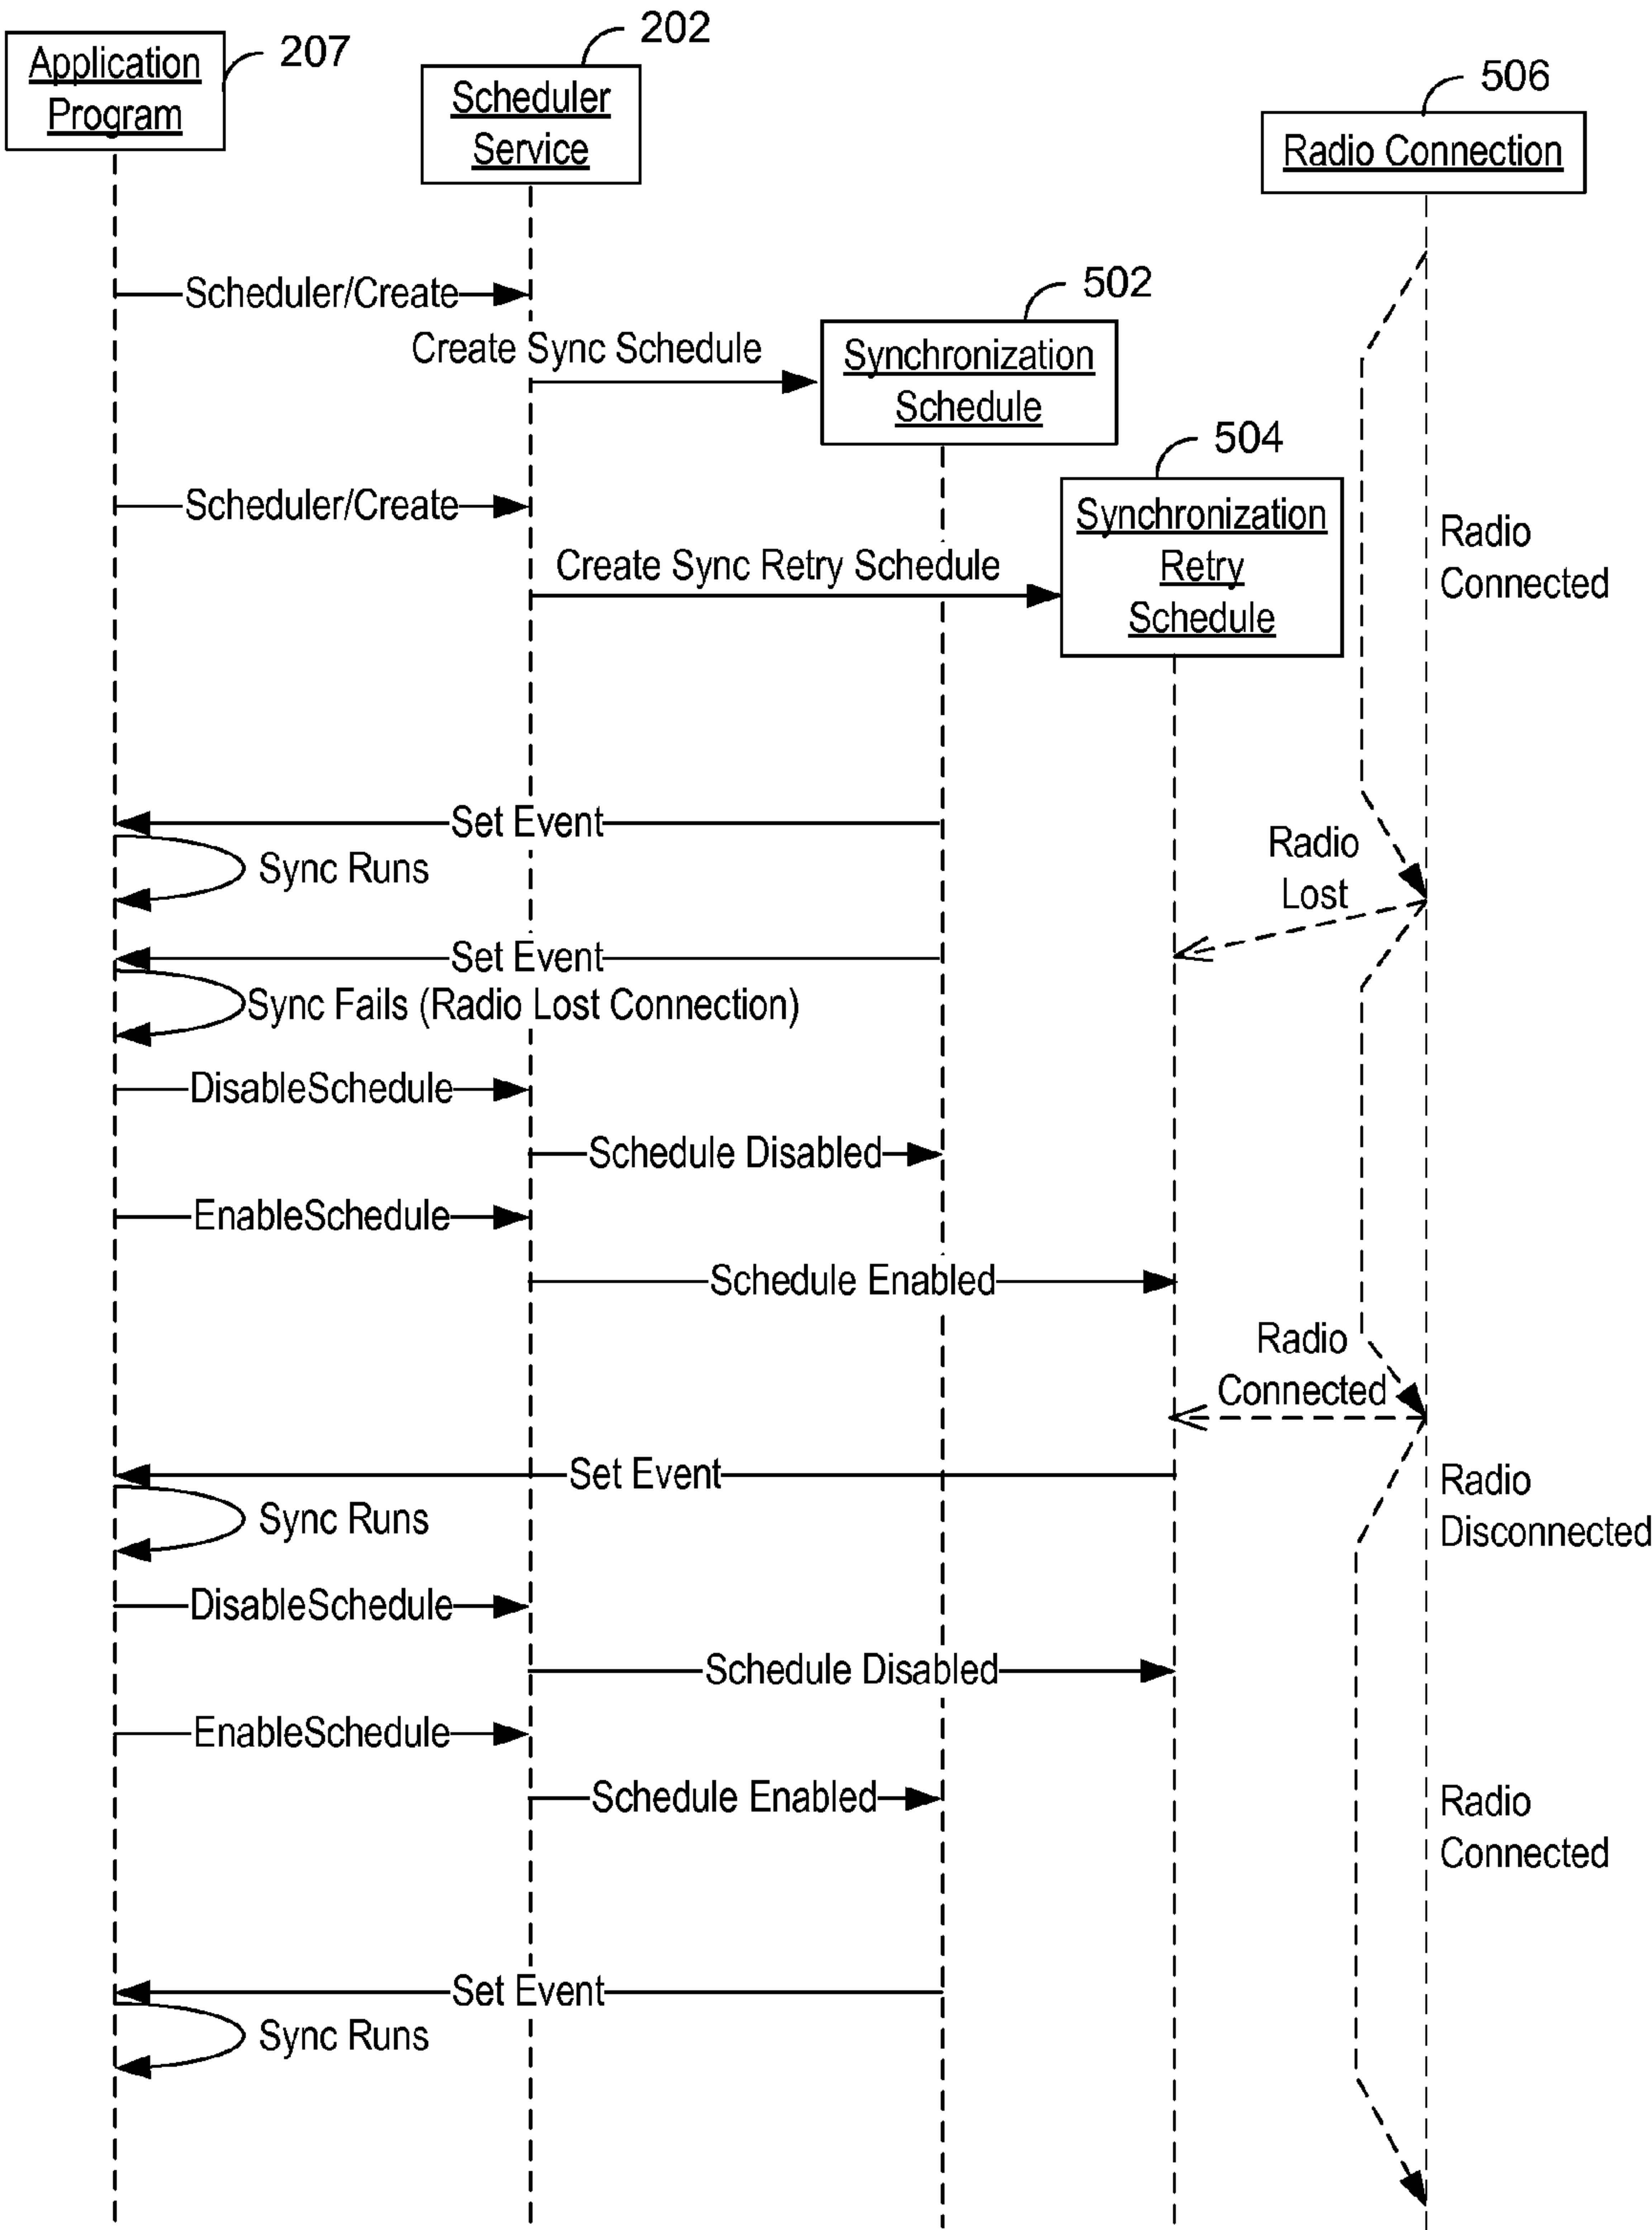 202
207
Application
Program
506
Scheduler
Service
Radio Connection
502
Scheduler/Create
Create Sync Schedule
Synchronization
Schedule
504
Scheduler/Create
Synchronization
Retry
Schedule
Radio
Connected
Create Sync Retry Schedule
Set Event
Radio
Lost
Sync Runs
Set Event
Sync Fails (Radio Lost Connection)
DisableSchedule
Schedule Disabled
EnableSchedule
Schedule Enabled
Radio
Connected
Set Event
Radio
Disconnected
Sync Runs
DisableSchedule
Schedule Disabled
EnableSchedule
Schedule Enabled
Radio
Connected
Set Event
Sync Runs